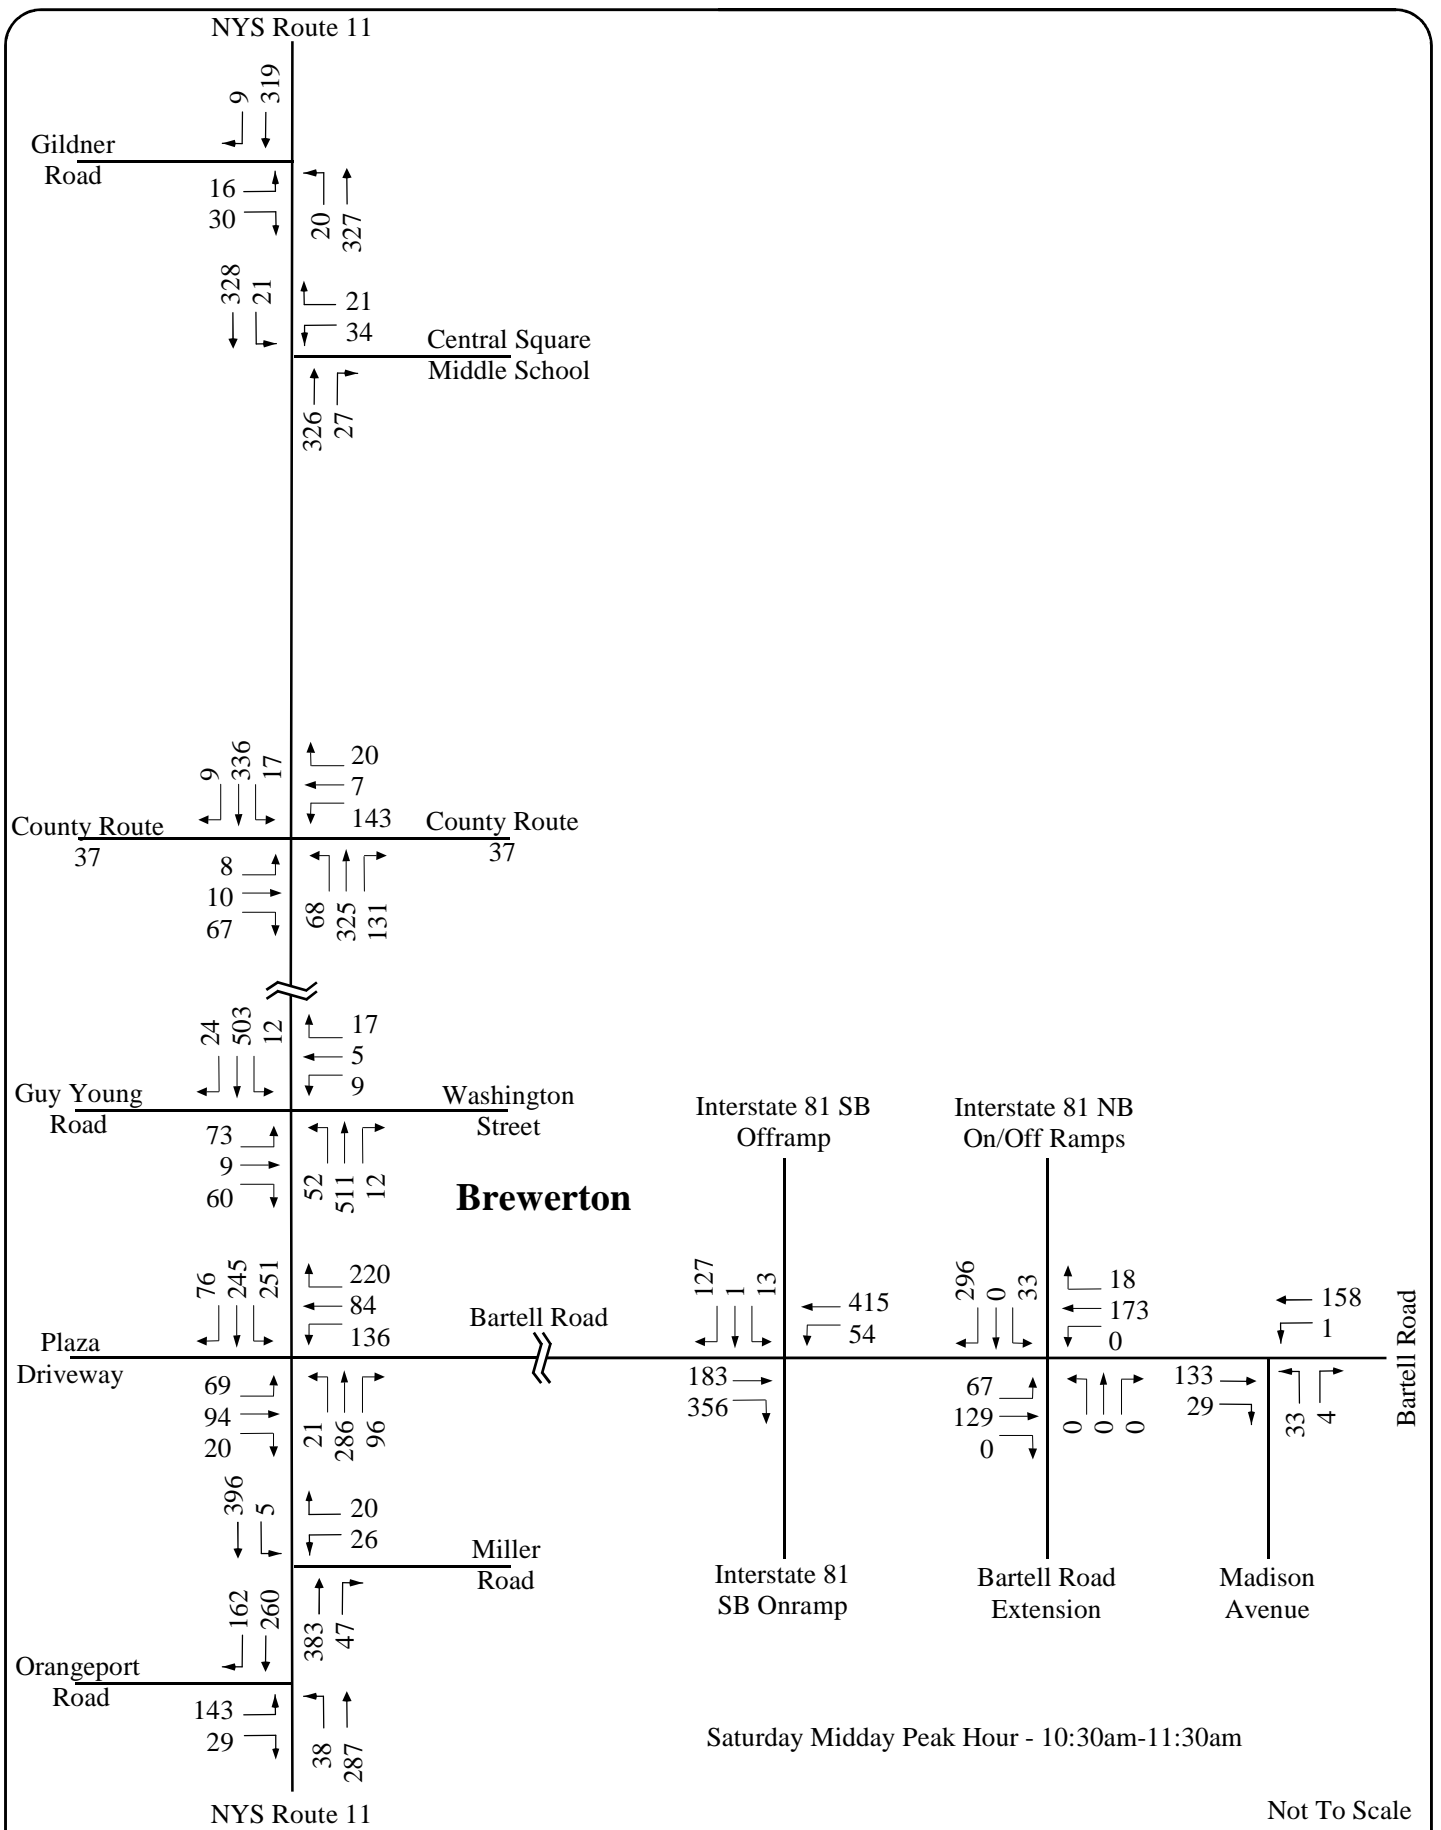 NYS Route 11
9
319
Gildner
Road
16
30
20
327
328
21
21
34
Central Square
Middle School
326
27
9
336
17
20
7
143
County Route
37
County Route
37
8
10
67
68
325
131
24
503
12
17
5
9
Guy Young
Road
Washington
Street
73
9
60
52
511
12
Brewerton
Interstate 81 SB
Offramp
Interstate 81 NB
On/Off Ramps
76
245
251
220
84
136
Plaza
Driveway
Bartell Road
69
94
20
21
286
96
127
1
13
415
54
183
356
296
0
33
18
173
0
67
129
0
0
0
0
158
1
133
29
33
4
Bartell Road
396
5
20
26
Miller
Road
383
47
Interstate 81
SB Onramp
Bartell Road
Extension
Madison
Avenue
162
260
Orangeport
Road
143
29
38
287
Saturday Midday Peak Hour - 10:30am-11:30am
NYS Route 11
Not To Scale